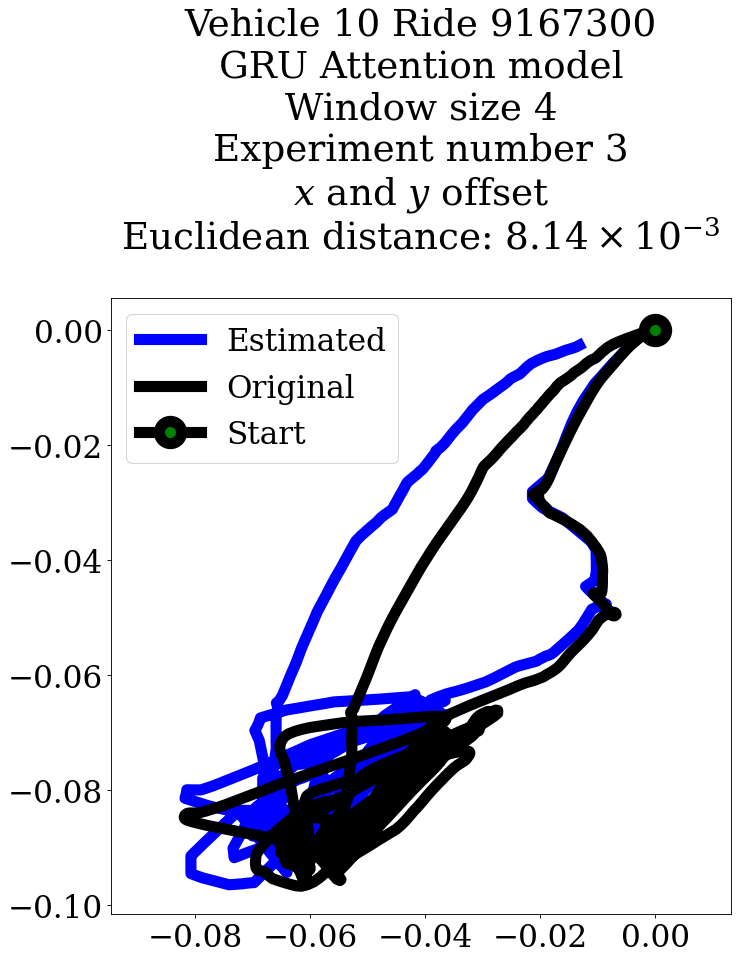 Vehicle 10 Ride 9167300
GRU Attention model
Window size 4
Experiment number 3
x and y offset
Euclidean distance: 8.14 × 10⁻³
Estimated
Original
Start
0.00
−0.02
−0.04
−0.06
−0.08
−0.10
−0.08 −0.06 −0.04 −0.02 0.00